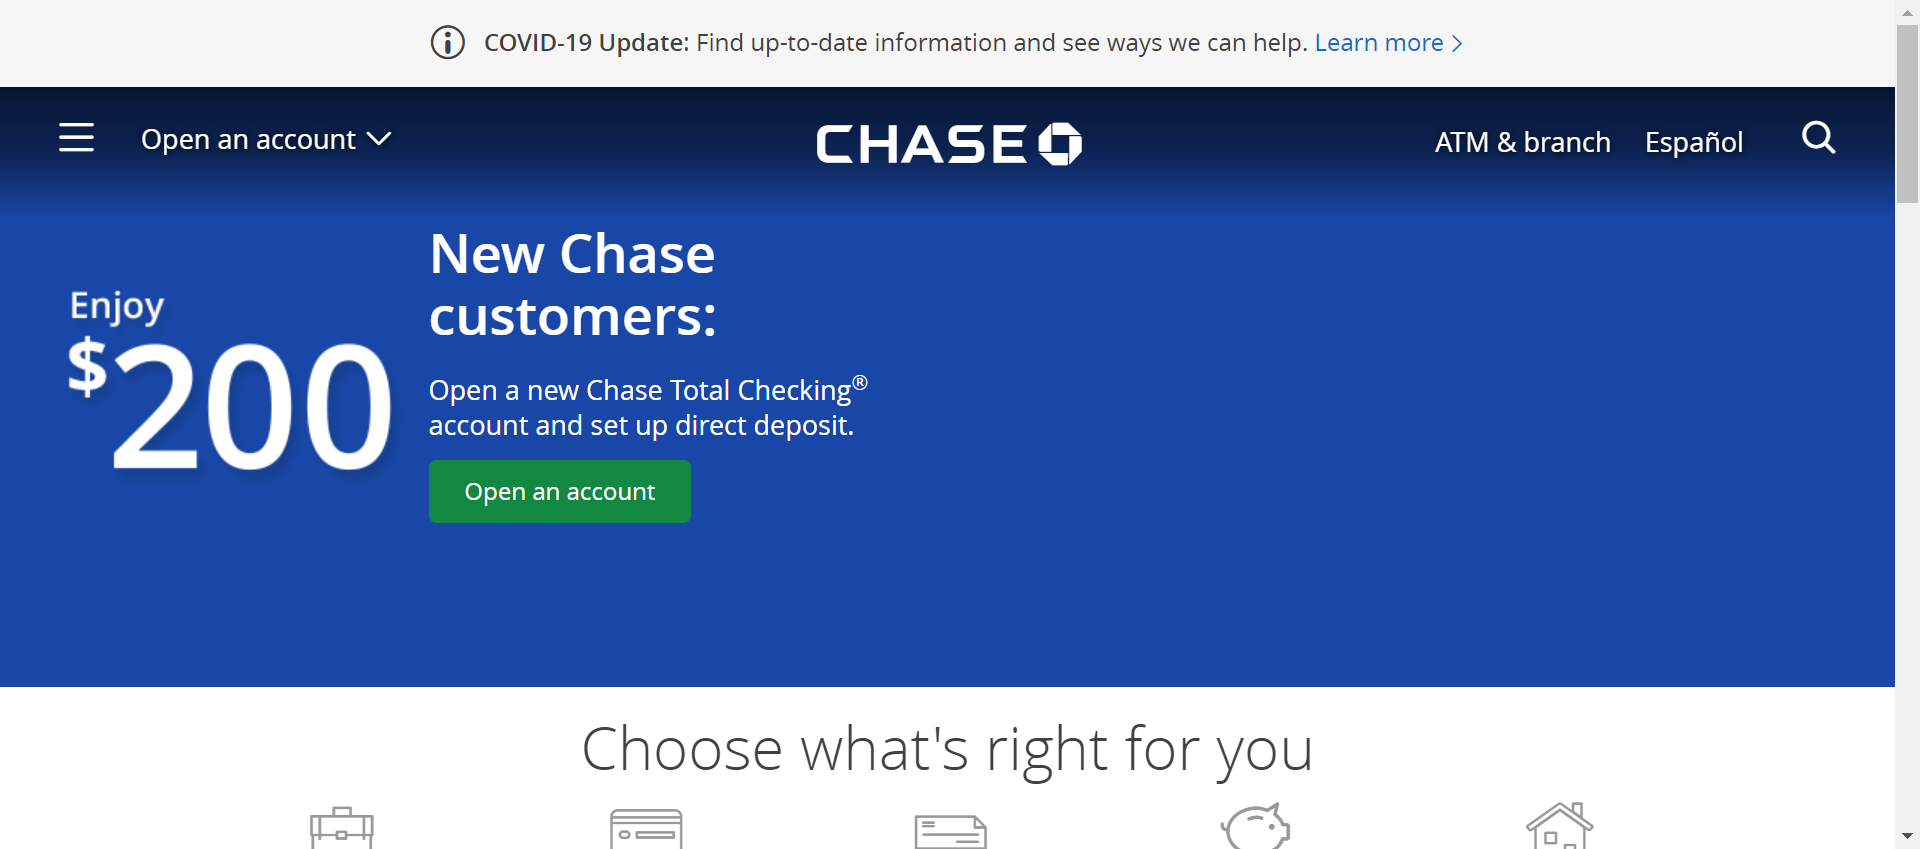 COVID-19 Update: Find up-to-date information and see ways we can help. Learn more
Open an account
CHASE
ATM & branch
Español
Enjoy
$200
New Chase
customers:
Open a new Chase Total Checking®
account and set up direct deposit.
Open an account
Choose what's right for you